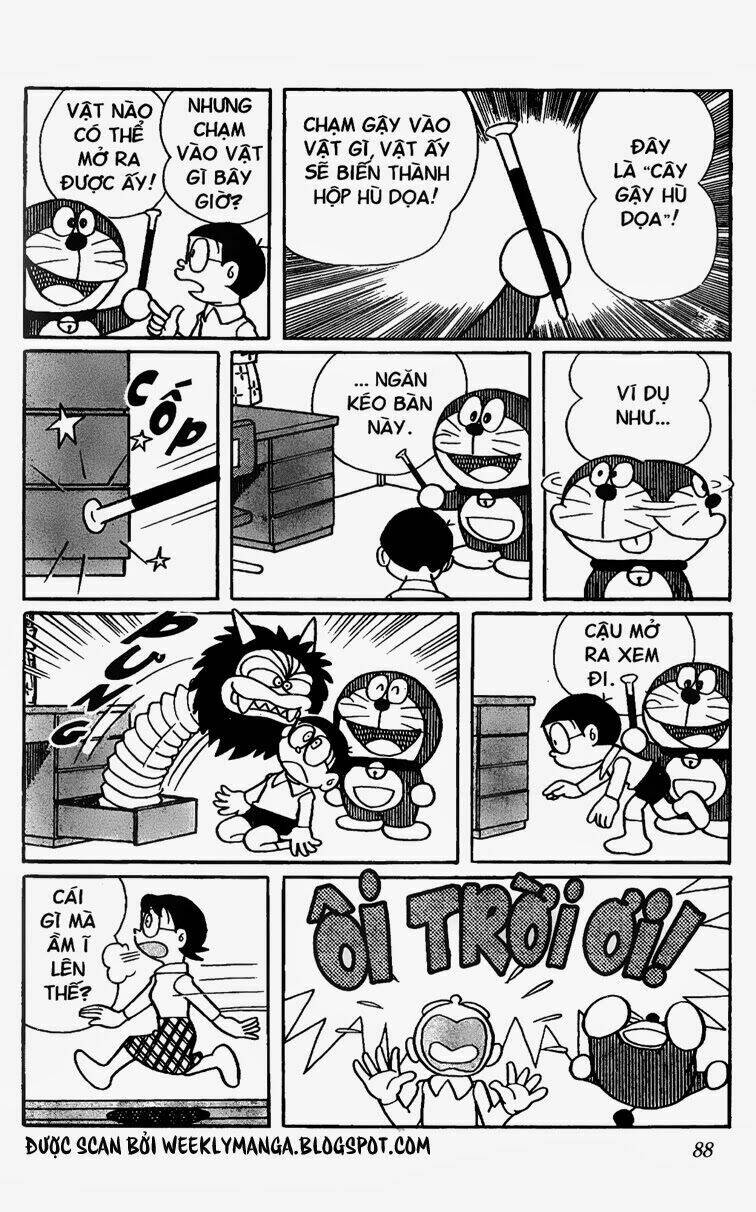 ĐÂY
LÀ "CÂY
GẬY HÙ
DỌA"!
CHẠM GẬY VÀO
VẬT GÌ, VẬT ẤY
SẼ BIẾN THÀNH
HỘP HÙ DỌA!
NHƯNG
CHẠM
VÀO VẬT
GÌ BÂY
GIỜ?
VẬT NÀO
CÓ THỂ
MỞ RA
ĐƯỢC ẤY!
VÍ DỤ
NHƯ...
... NGĂN
KÉO BÀN
NÀY.
CỐP
CẬU MỞ
RA XEM
ĐI.
PƯNG
ÔI TRỜI ƠI!
CÁI
GÌ MÀ
ẦM Ĩ
LÊN
THẾ?
ĐƯỢC SCAN BỞI WEEKLYMANGA.BLOGSPOT.COM
88